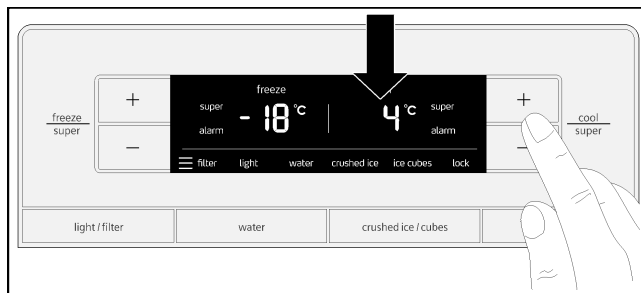 freeze
super
+
−
freeze
super
alarm
-18 °C
4 °C
super
alarm
filter light water crushed ice ice cubes lock
+
−
cool
super
light / filter
water
crushed ice / cubes